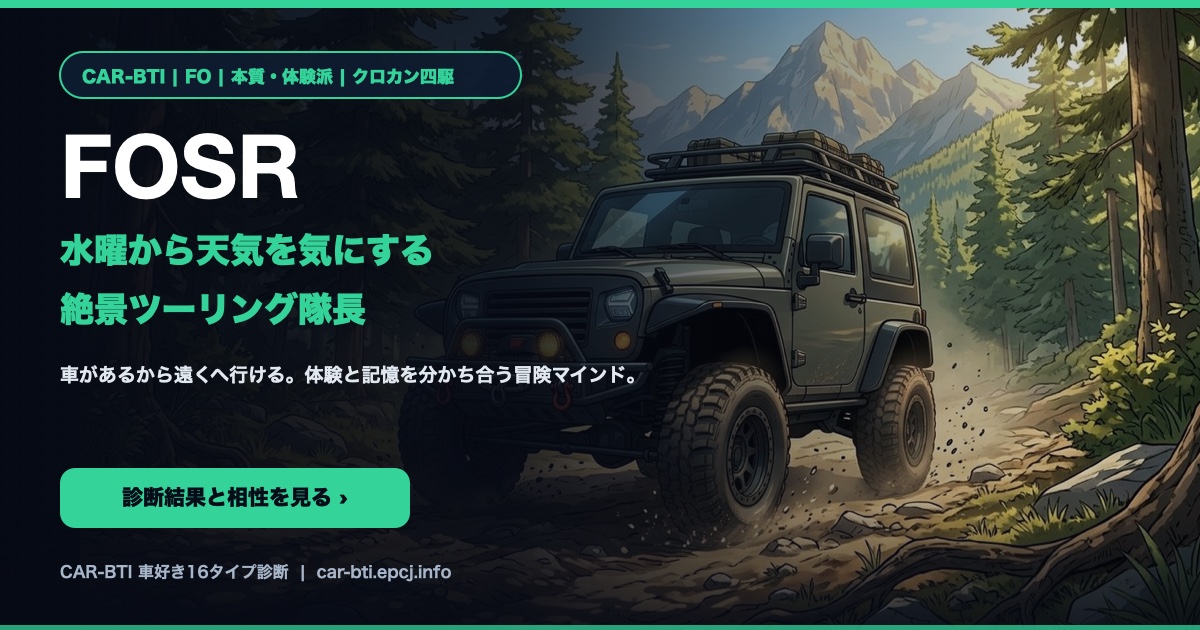 CAR-BTI | FO | 本質・体験派 | クロカン四駆
FOSR
水曜から天気を気にする
絶景ツーリング隊長
車があるから遠くへ行ける。体験と記憶を分かち合う冒険マインド。
診断結果と相性を見る ›
CAR-BTI 車好き16タイプ診断 | car-bti.epcj.info